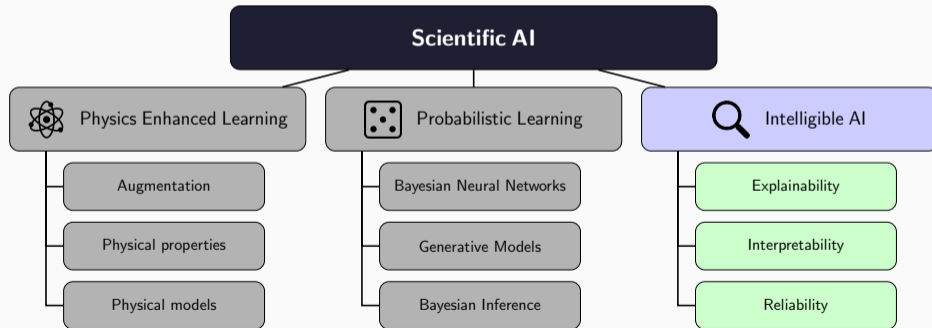 Scientific AI
Physics Enhanced Learning
Probabilistic Learning
Intelligible AI
Augmentation
Bayesian Neural Networks
Explainability
Physical properties
Generative Models
Interpretability
Physical models
Bayesian Inference
Reliability